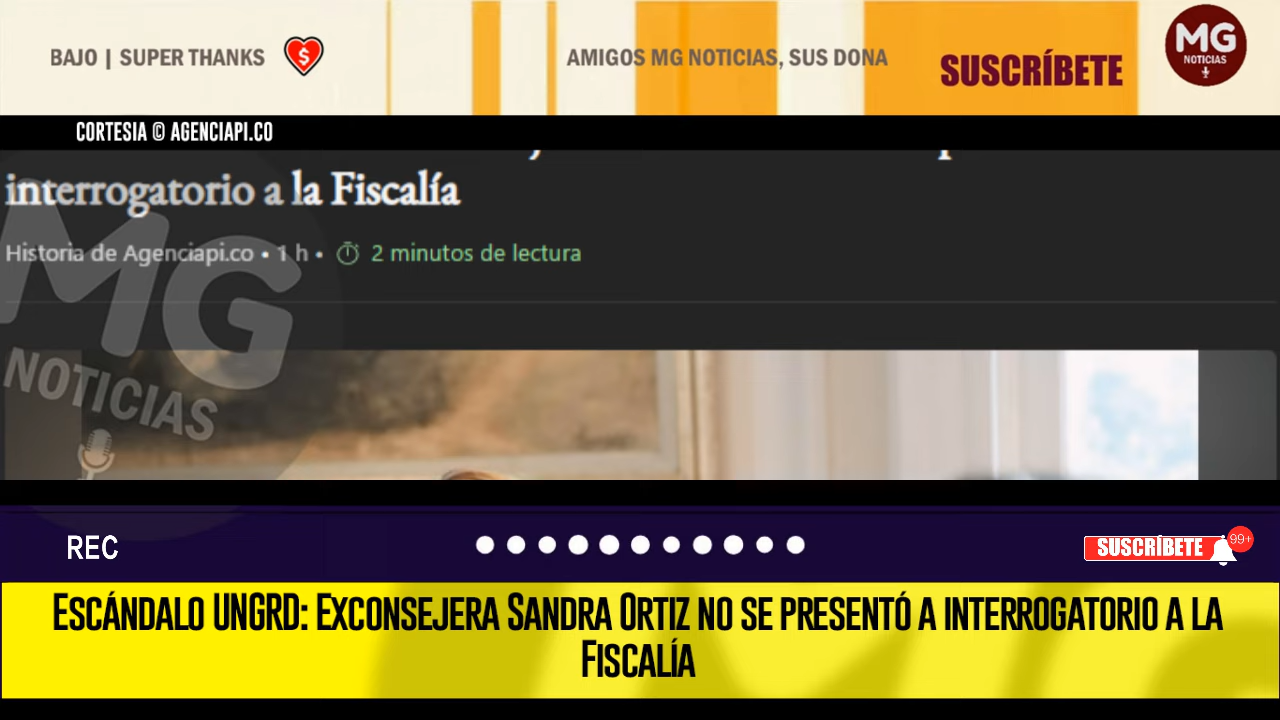 BAJO | SUPER THANKS
AMIGOS MG NOTICIAS, SUS DONA
SUSCRÍBETE
MG
NOTICIAS
CORTESIA © AGENCIAPI.CO
interrogatorio a la Fiscalía
Historia de Agenciapi.co • 1 h • 2 minutos de lectura
MG
NOTICIAS
REC
SUSCRÍBETE
99+
ESCÁNDALO UNGRD: EXCONSEJERA SANDRA ORTIZ NO SE PRESENTÓ A INTERROGATORIO A LA
FISCALÍA